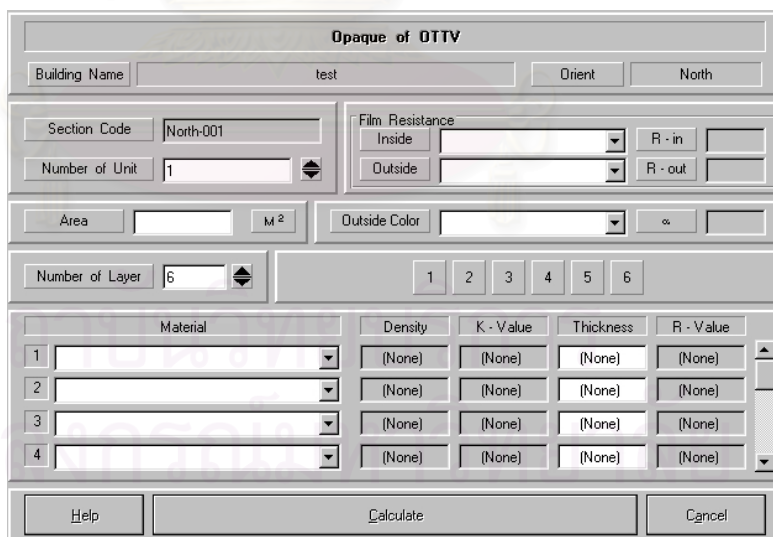 Opaque of OTTV
Building Name test Orient North
Section Code North-001
Number of Unit 1
Film Resistance
Inside R - in
Outside R - out
Area M ²
Outside Color ∝
Number of Layer 6
1 2 3 4 5 6
Material Density K - Value Thickness R - Value
1 (None) (None) (None) (None)
2 (None) (None) (None) (None)
3 (None) (None) (None) (None)
4 (None) (None) (None) (None)
Help Calculate Cancel